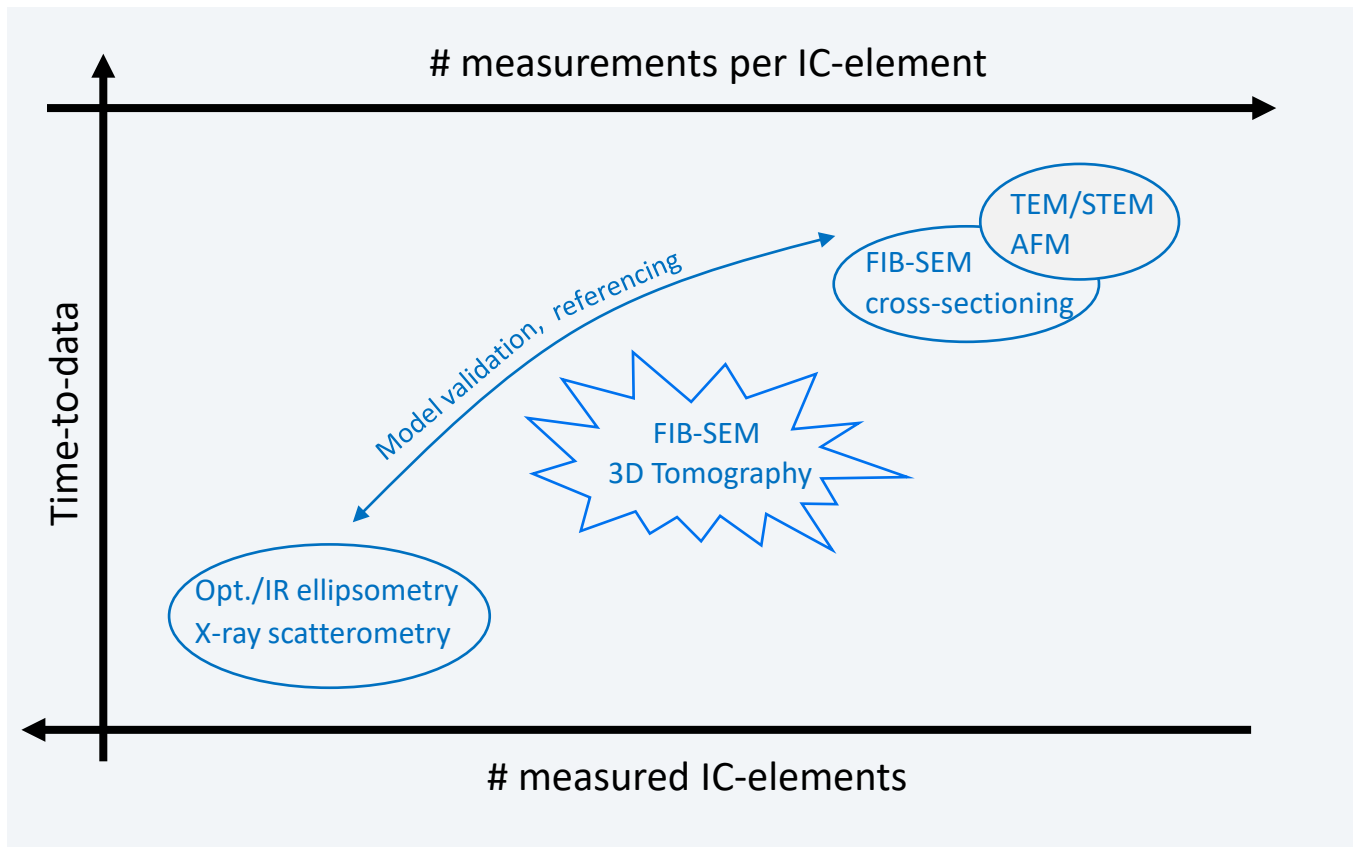 # measurements per IC-element
TEM/STEM
AFM
FIB-SEM
cross-sectioning
Model validation, referencing
Time-to-data
FIB-SEM
3D Tomography
Opt./IR ellipsometry
X-ray scatterometry
# measured IC-elements